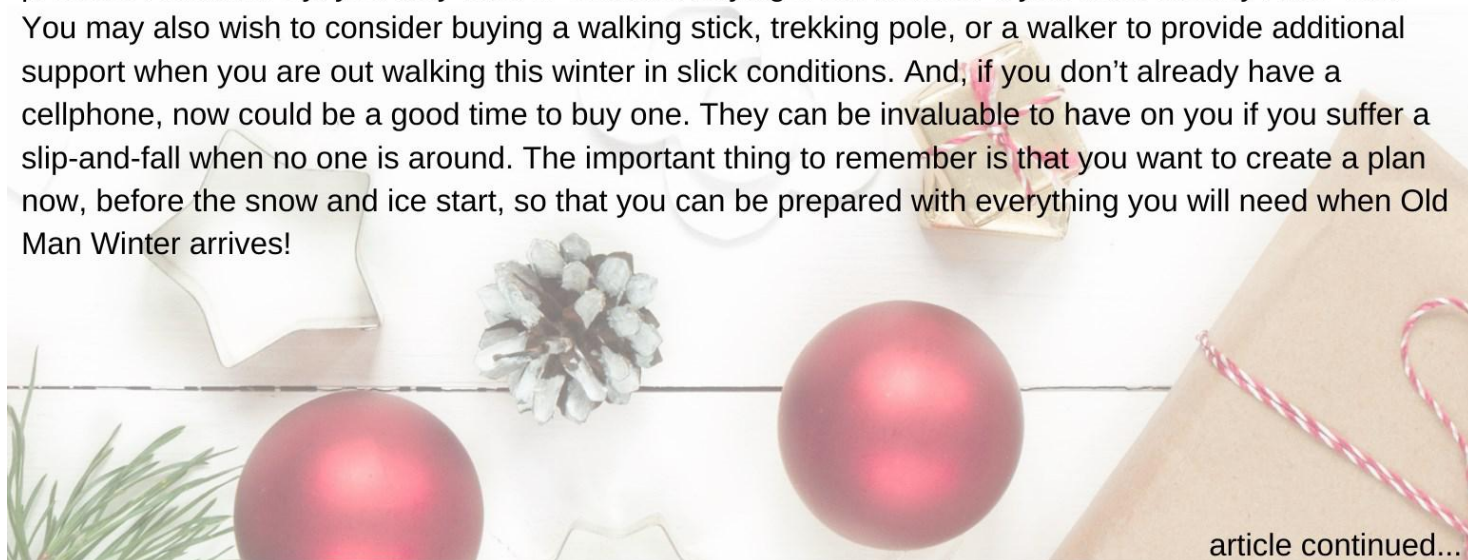 You may also wish to consider buying a walking stick, trekking pole, or a walker to provide additional
support when you are out walking this winter in slick conditions. And, if you don’t already have a
cellphone, now could be a good time to buy one. They can be invaluable to have on you if you suffer a
slip-and-fall when no one is around. The important thing to remember is that you want to create a plan
now, before the snow and ice start, so that you can be prepared with everything you will need when Old
Man Winter arrives!
article continued...